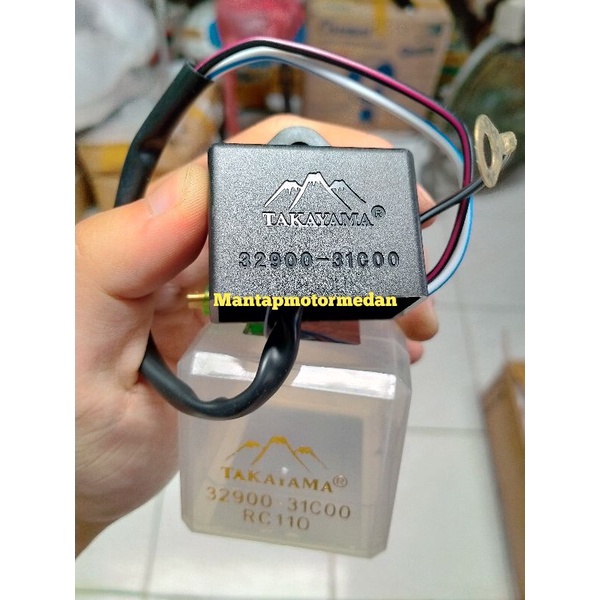 TAKAYAMA®
32900-31C00
Mantapmotormedan
TAKAYAMA®
32900-31C00
RC110